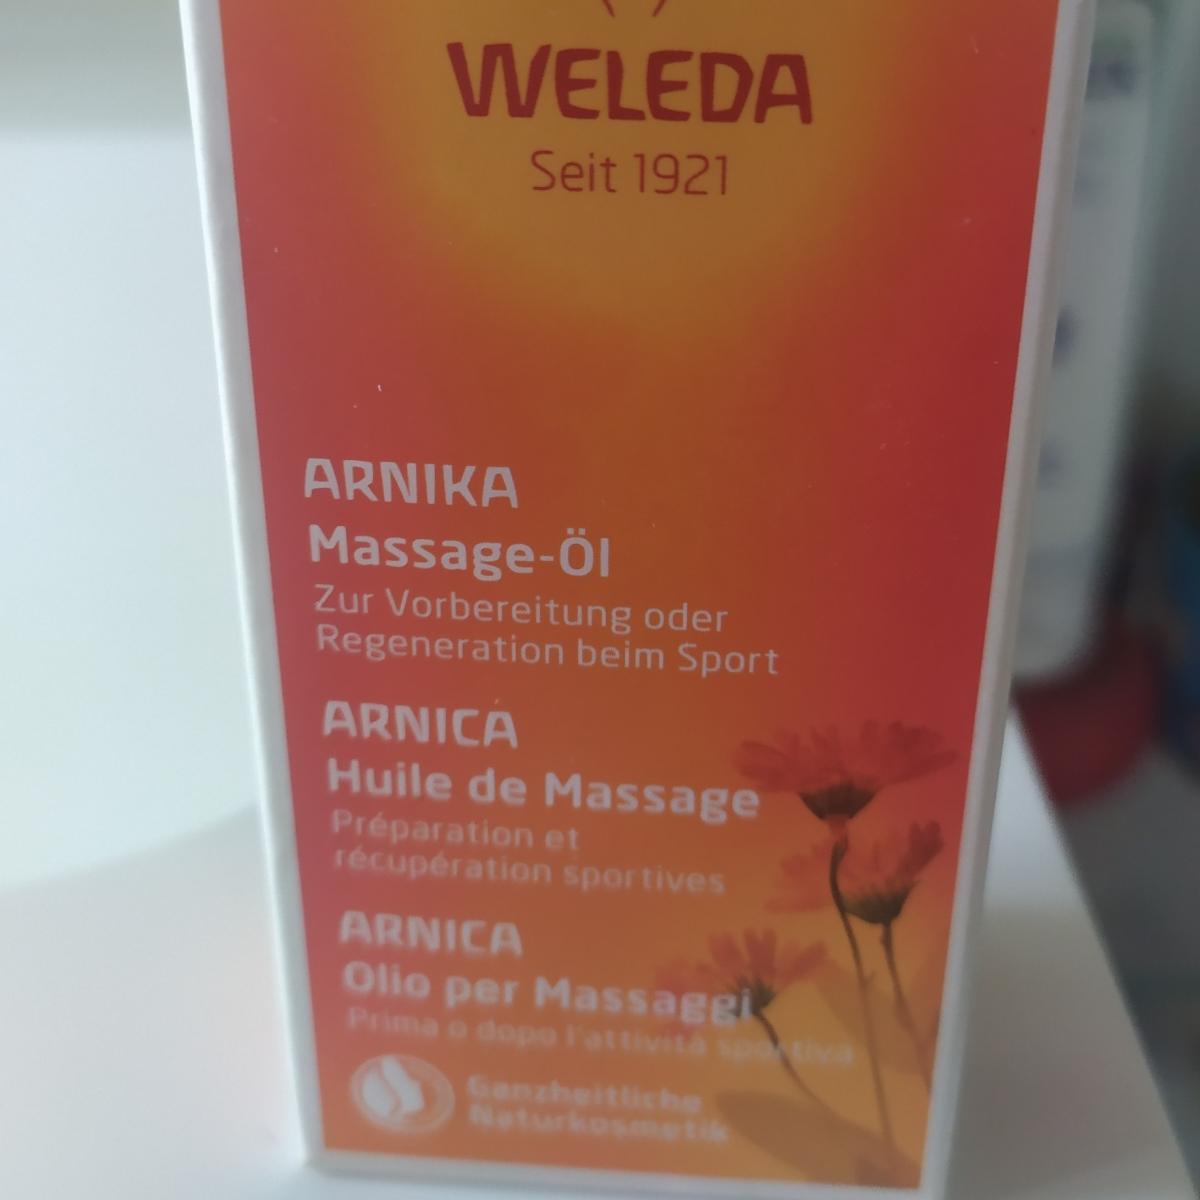 WELEDA
Seit 1921
ARNIKA
Massage-Öl
Zur Vorbereitung oder
Regeneration beim Sport
ARNICA
Huile de Massage
Préparation et
récupération sportives
ARNICA
Olio per Massaggi
Prima o dopo l'attività sportiva
Ganzheitliche
Naturkosmetik